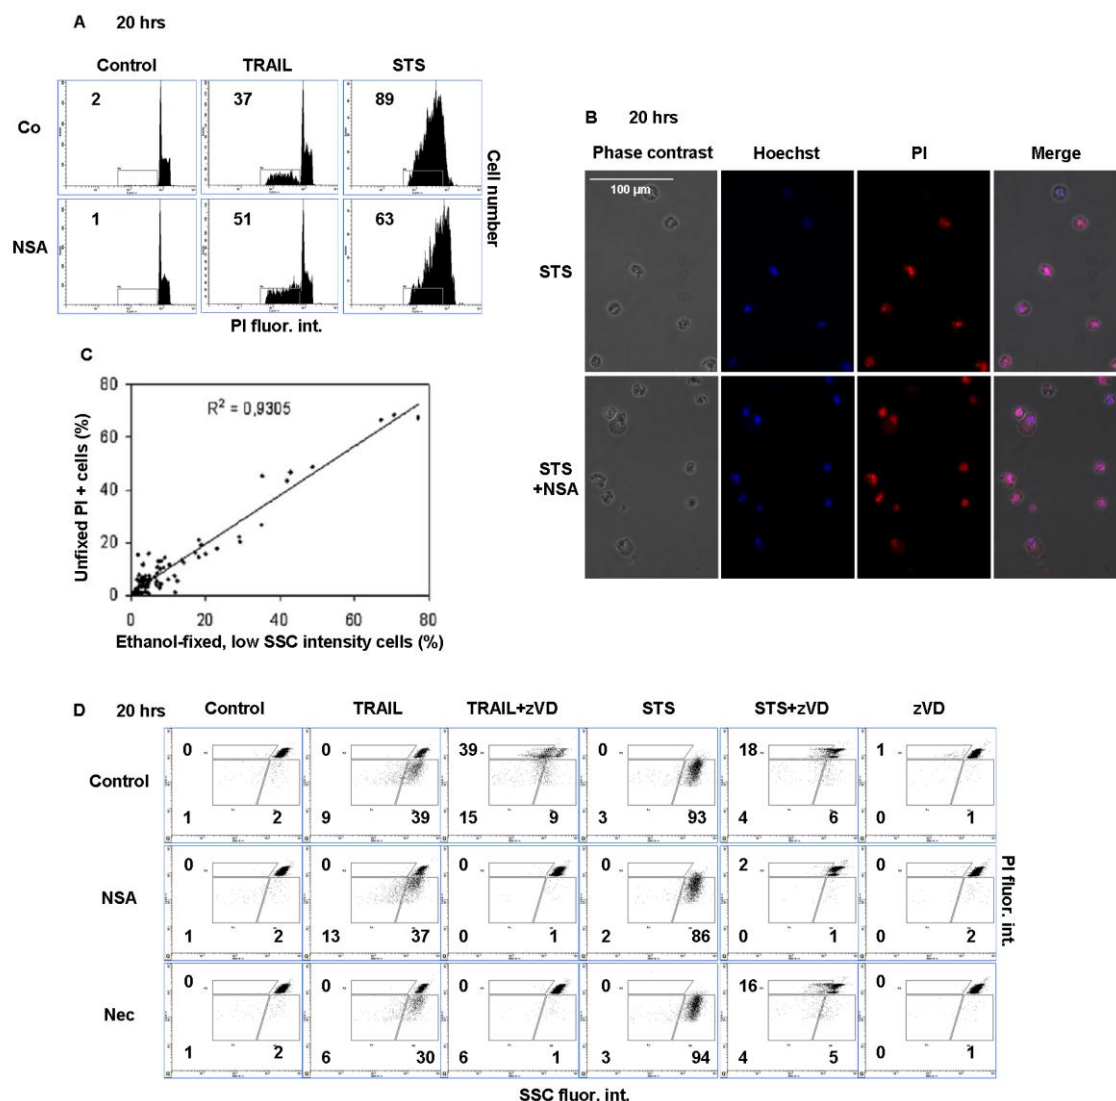 A 20 hrs
Control TRAIL STS
Co 2 37 89
NSA 1 51 63
Cell number
PI fluor. int.
B 20 hrs
Phase contrast Hoechst PI Merge
100 µm
STS
STS
+NSA
C
R² = 0,9305
Unfixed PI + cells (%)
80
60
40
20
0
0 20 40 60 80
Ethanol-fixed, low SSC intensity cells (%)
D 20 hrs
Control TRAIL TRAIL+zVD STS STS+zVD zVD
Control
0 0 39 0 18 1
1 2 9 39 15 9 3 93 4 6 0 1
NSA
0 0 0 0 2 0
1 2 13 37 0 1 2 86 0 1 0 2
Nec
0 0 0 0 16 0
1 2 6 30 6 1 3 94 4 5 0 1
PI fluor. int.
SSC fluor. int.